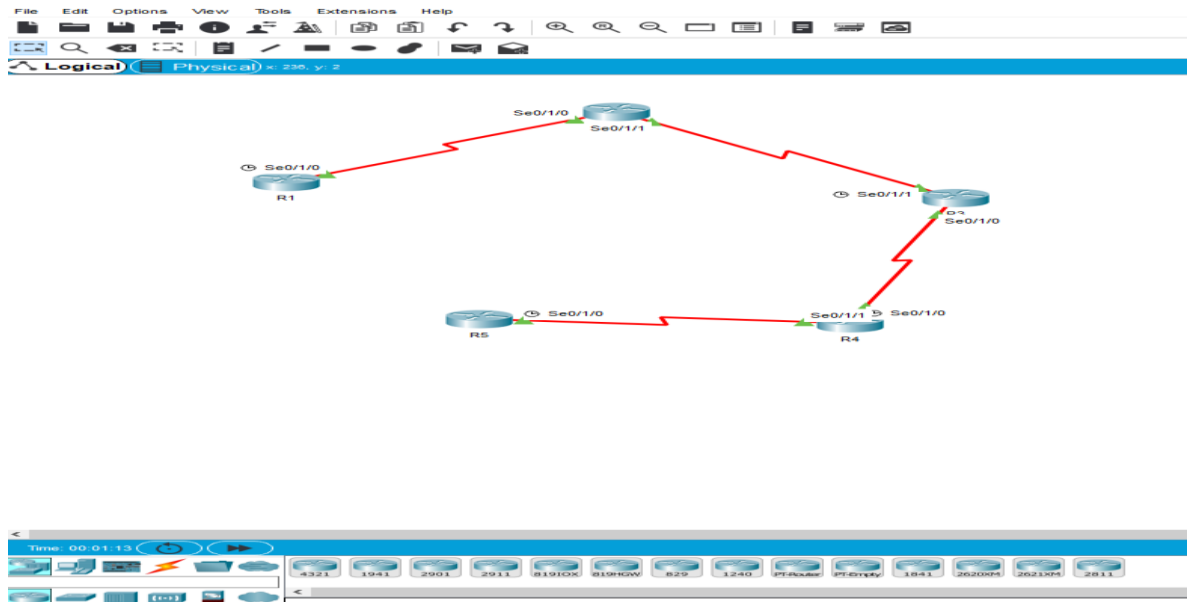 File Edit Options View Tools Extensions Help
Logical Physical x: 236, y: 2
Se0/1/0
Se0/1/1
Se0/1/0
R1
Se0/1/1
Se0/1/0
Se0/1/0
R5
Se0/1/1 Se0/1/0
R4
Time: 00:01:13
4321 1941 2901 2911 819IOX 819HGW 829 1240 PT-Router PT-Empty 1841 2620XM 2621XM 2811